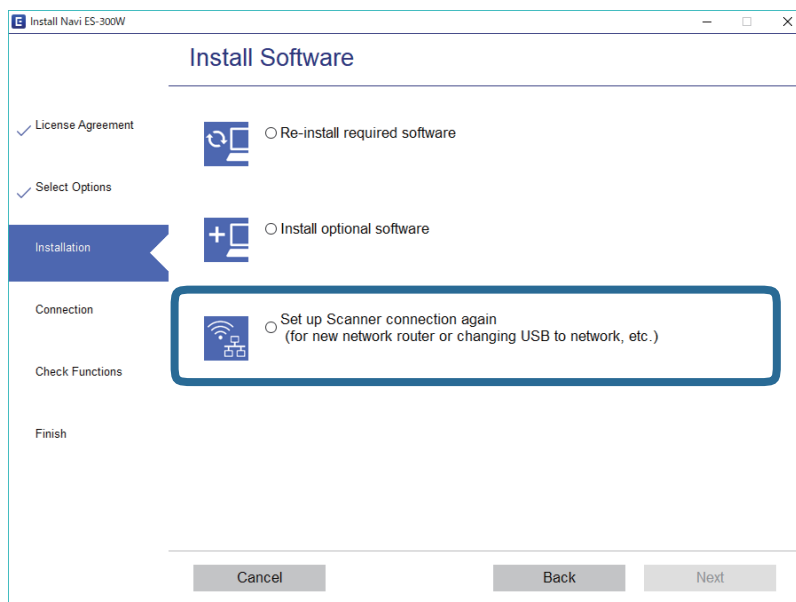 E Install Navi ES-300W
Install Software
License Agreement
Select Options
Installation
Connection
Check Functions
Finish
Re-install required software
Install optional software
Set up Scanner connection again
(for new network router or changing USB to network, etc.)
Cancel
Back
Next